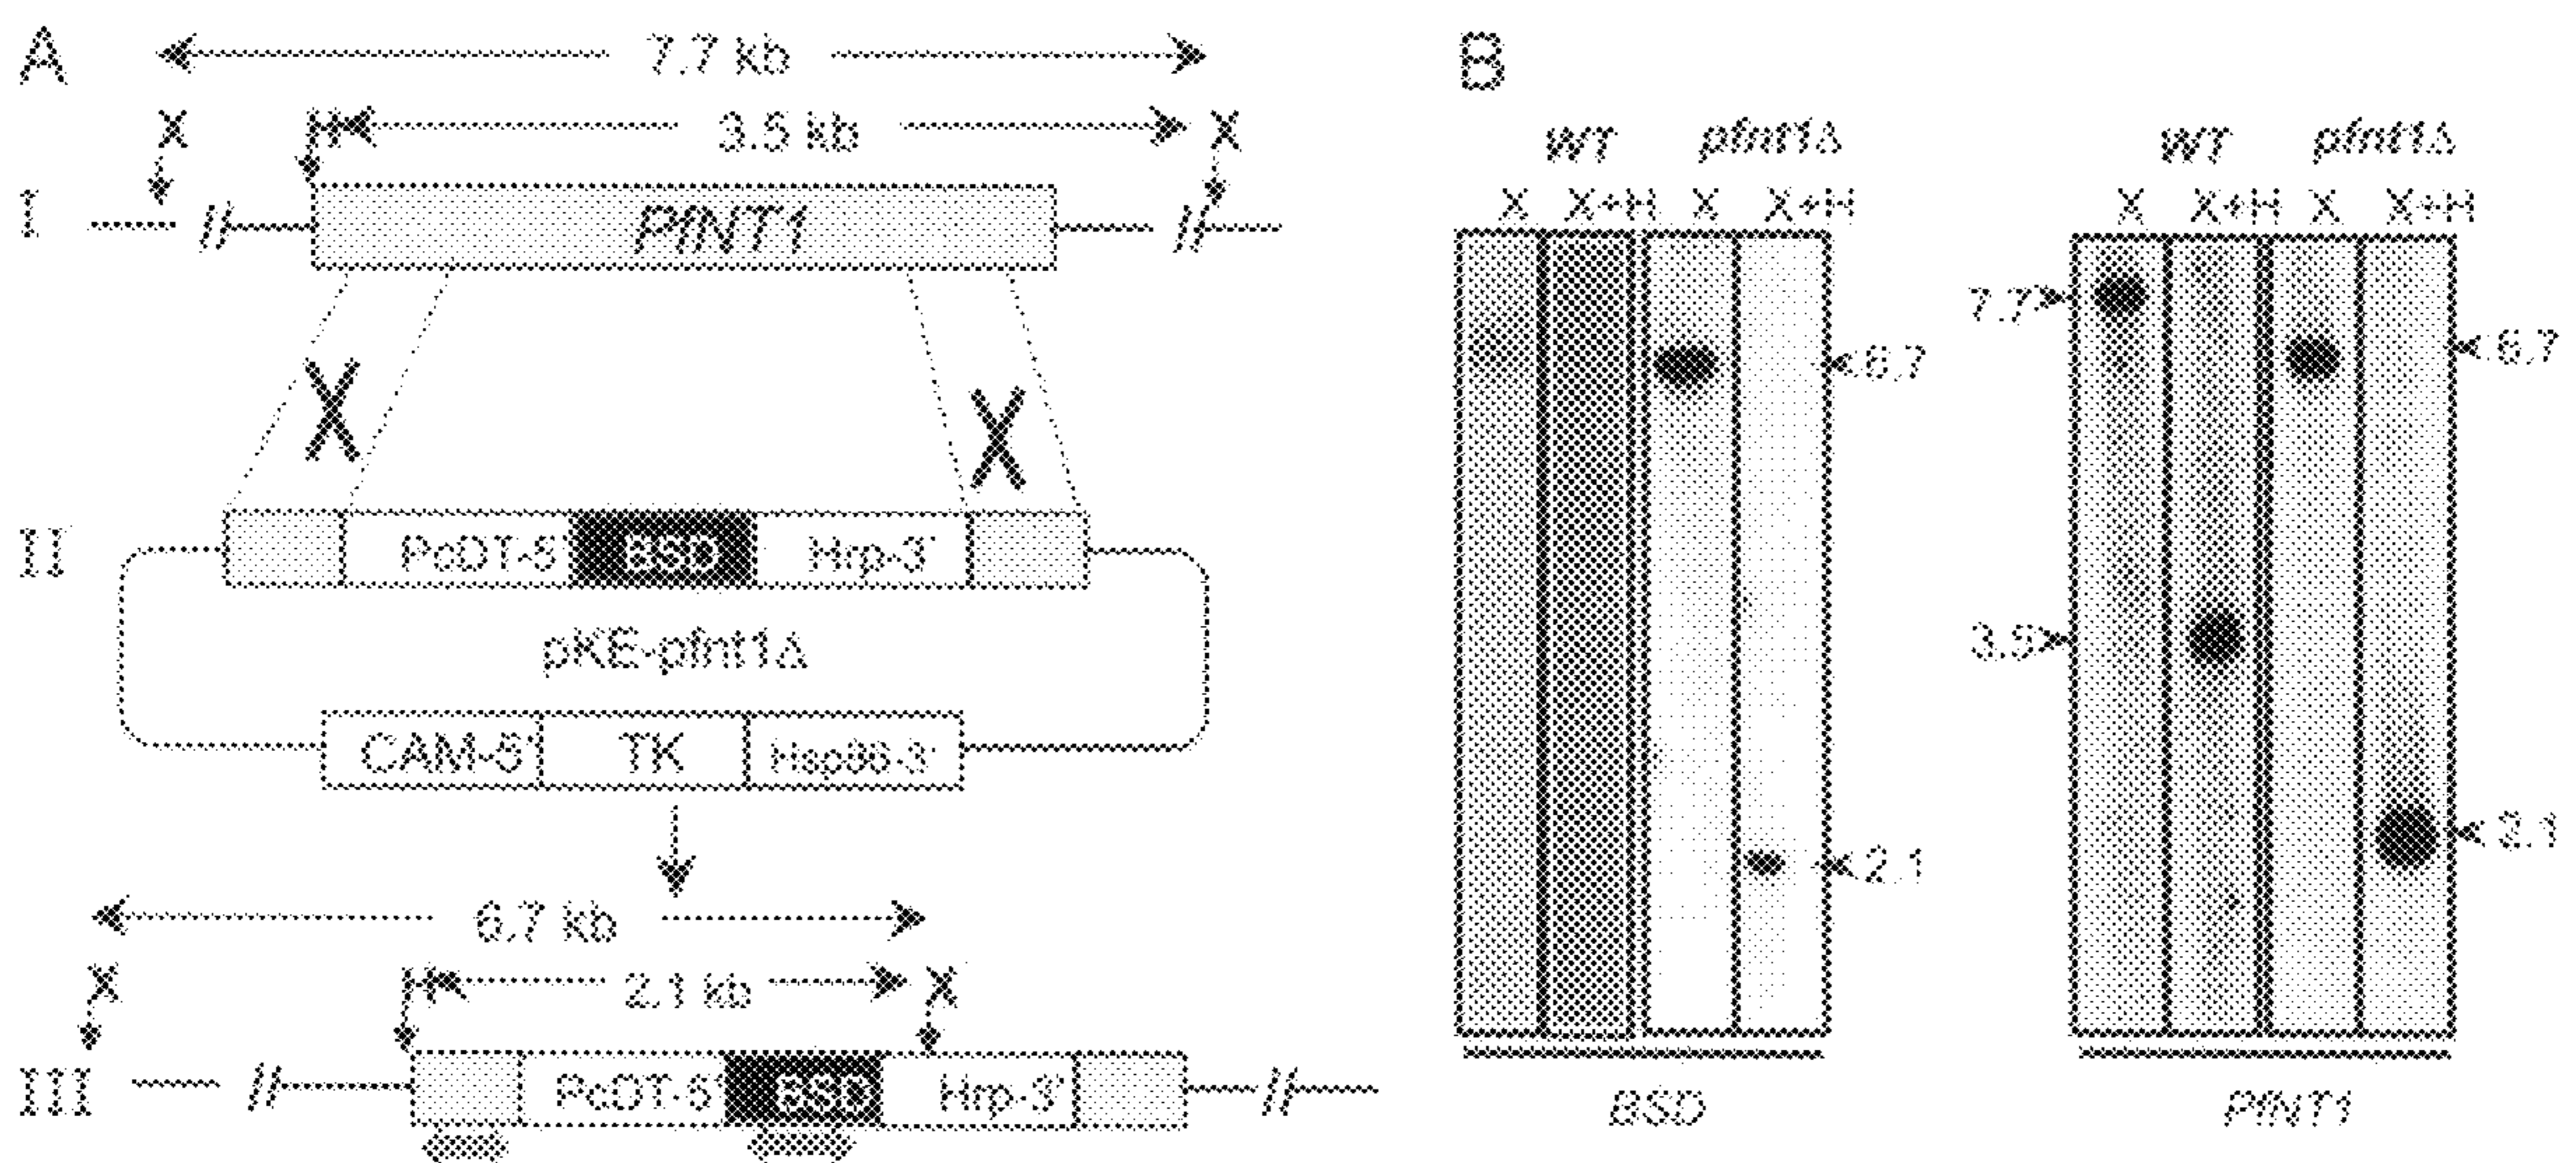 A
7.7 kb
X H 3.5 kb X
I
PfNT1
X X
II
PcDT-5' BSD Hrp-3'
pKE-pfnt1Δ
CAM-5' TK Hsp86-3'
6.7 kb
X H 2.1 kb X
III
PcDT-5' BSD Hrp-3'
B
WT pfnt1Δ
X X+H X X+H
6.7
2.1
BSD
WT pfnt1Δ
X X+H X X+H
7.7
6.7
3.5
2.1
PfNT1